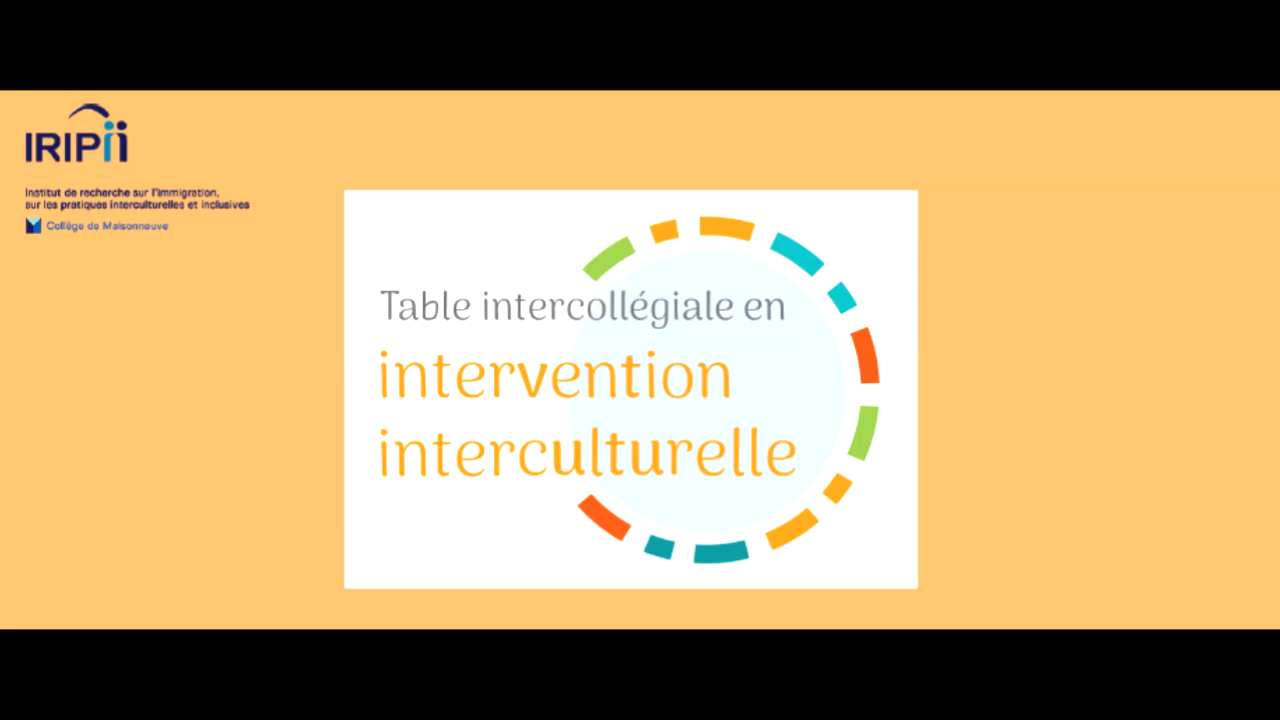 IRIPii
Institut de recherche sur l'immigration,
sur les pratiques interculturelles et inclusives
Collège de Maisonneuve
Table intercollégiale en
intervention
interculturelle